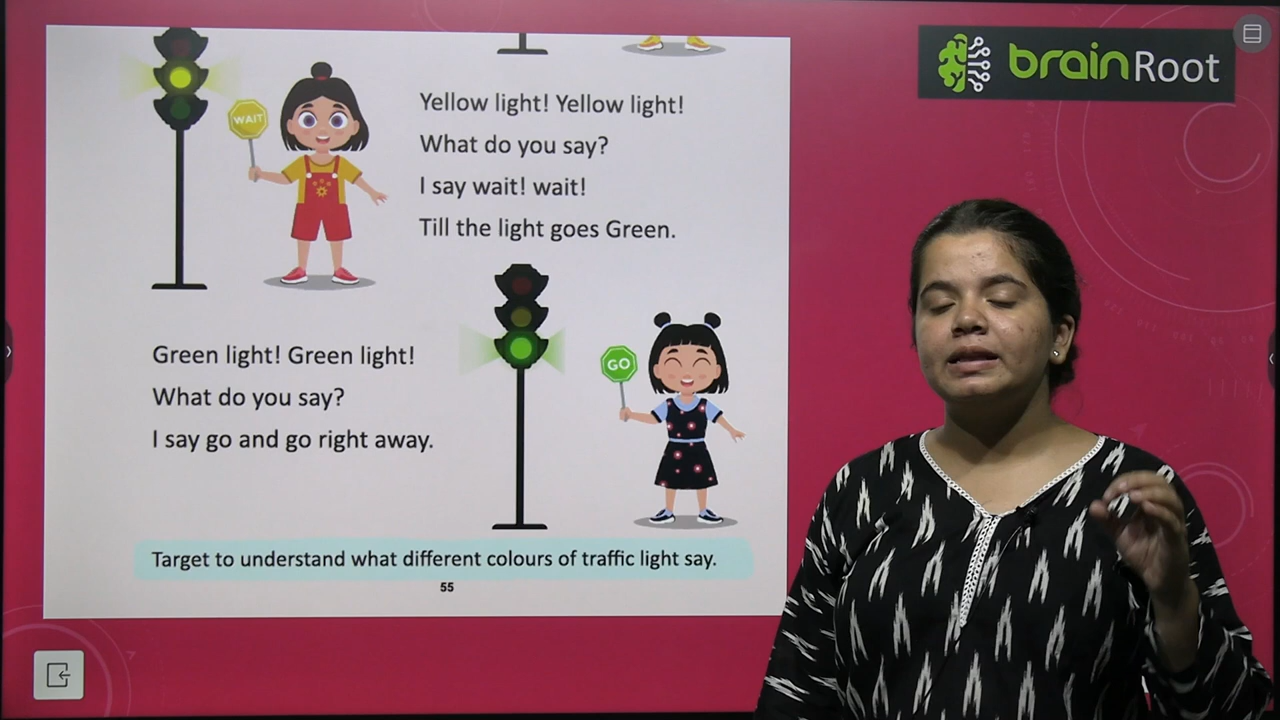 brainRoot
WAIT
Yellow light! Yellow light!
What do you say?
I say wait! wait!
Till the light goes Green.
Green light! Green light!
What do you say?
I say go and go right away.
GO
Target to understand what different colours of traffic light say.
55